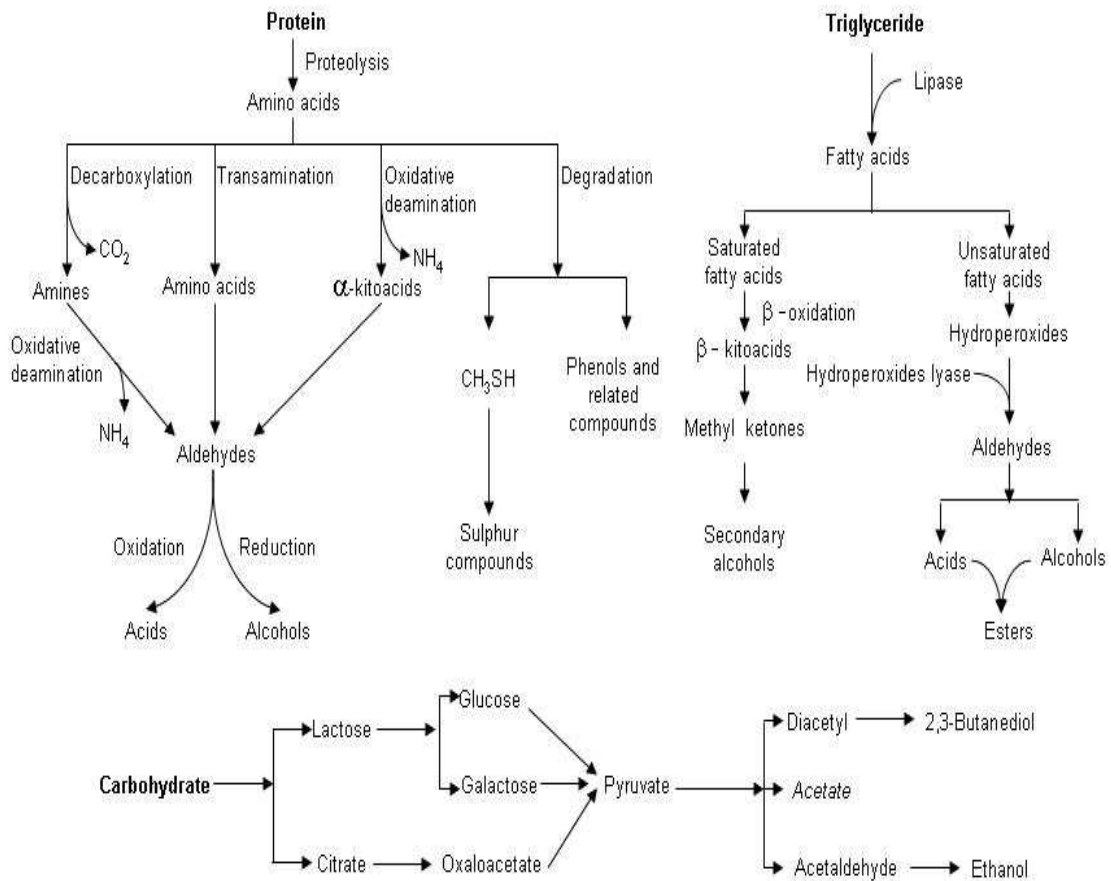 Protein
Proteolysis
Amino acids
Decarboxylation
Transamination
Oxidative
deamination
Degradation
CO2
NH4
Amines
Amino acids
α-kitoacids
Oxidative
deamination
NH4
Aldehydes
CH3SH
Phenols and
related
compounds
Oxidation
Reduction
Sulphur
compounds
Acids
Alcohols
Triglyceride
Lipase
Fatty acids
Saturated
fatty acids
Unsaturated
fatty acids
β-oxidation
β- kitoacids
Hydroperoxides
Hydroperoxides lyase
Methyl ketones
Aldehydes
Secondary
alcohols
Acids
Alcohols
Esters
Carbohydrate
Lactose
Glucose
Galactose
Citrate
Oxaloacetate
Pyruvate
Diacetyl
2,3-Butanediol
Acetate
Acetaldehyde
Ethanol